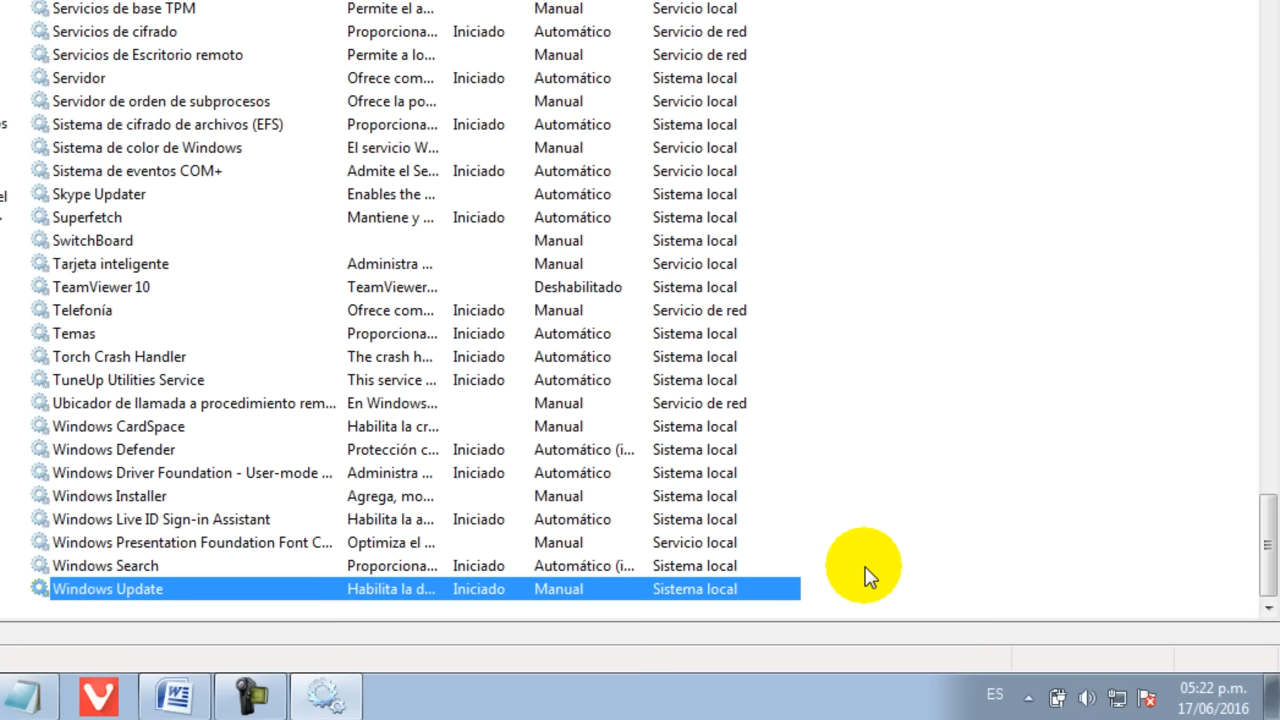 Servicios de base TPM Permite el a... Manual Servicio local
Servicios de cifrado Proporciona... Iniciado Automático Servicio de red
Servicios de Escritorio remoto Permite a lo... Manual Servicio de red
Servidor Ofrece com... Iniciado Automático Sistema local
Servidor de orden de subprocesos Ofrece la po... Manual Servicio local
Sistema de cifrado de archivos (EFS) Proporciona... Iniciado Automático Sistema local
Sistema de color de Windows El servicio W... Manual Servicio local
Sistema de eventos COM+ Admite el Se... Iniciado Automático Servicio local
Skype Updater Enables the ... Automático Sistema local
Superfetch Mantiene y ... Iniciado Automático Sistema local
SwitchBoard Manual Sistema local
Tarjeta inteligente Administra ... Manual Servicio local
TeamViewer 10 TeamViewer... Deshabilitado Sistema local
Telefonía Ofrece com... Iniciado Manual Servicio de red
Temas Proporciona... Iniciado Automático Sistema local
Torch Crash Handler The crash h... Iniciado Automático Sistema local
TuneUp Utilities Service This service ... Iniciado Automático Sistema local
Ubicador de llamada a procedimiento rem... En Windows... Manual Servicio de red
Windows CardSpace Habilita la cr... Manual Sistema local
Windows Defender Protección c... Iniciado Automático (i... Sistema local
Windows Driver Foundation - User-mode ... Administra ... Iniciado Automático Sistema local
Windows Installer Agrega, mo... Manual Sistema local
Windows Live ID Sign-in Assistant Habilita la a... Iniciado Automático Sistema local
Windows Presentation Foundation Font C... Optimiza el ... Manual Servicio local
Windows Search Proporciona... Iniciado Automático (i... Sistema local
Windows Update Habilita la d... Iniciado Manual Sistema local
ES
05:22 p.m.
17/06/2016